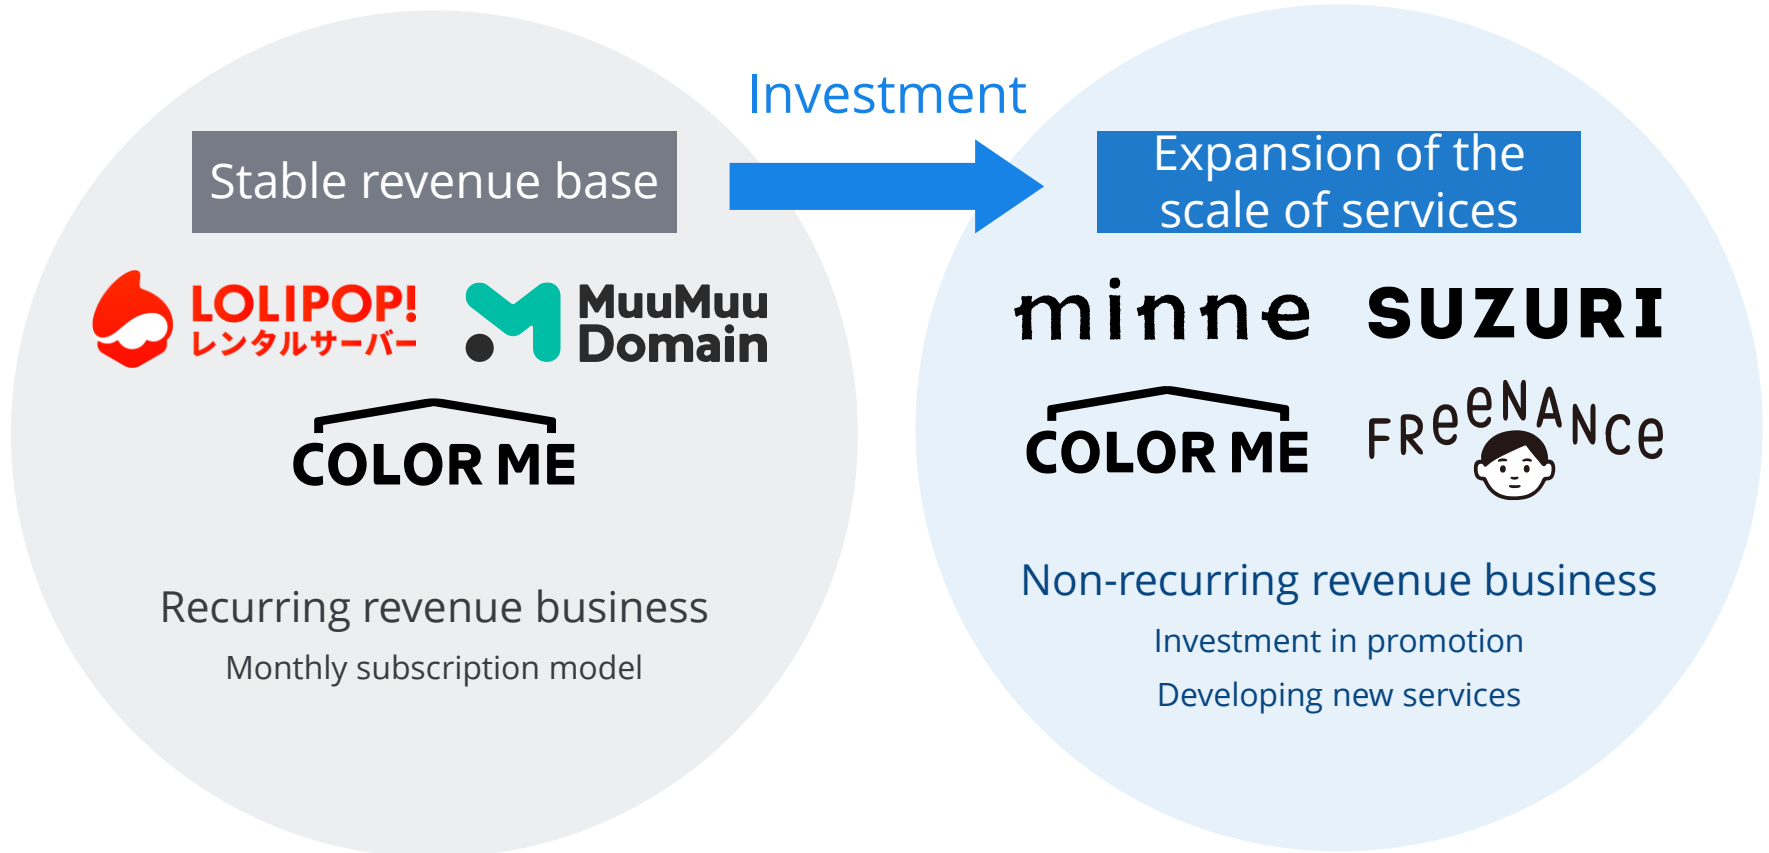 Investment
Stable revenue base
LOLIPOP!
レンタルサーバー
MuuMuu
Domain
COLOR ME
Recurring revenue business
Monthly subscription model
Expansion of the
scale of services
minne
SUZURI
COLOR ME
FReeNANCe
Non-recurring revenue business
Investment in promotion
Developing new services